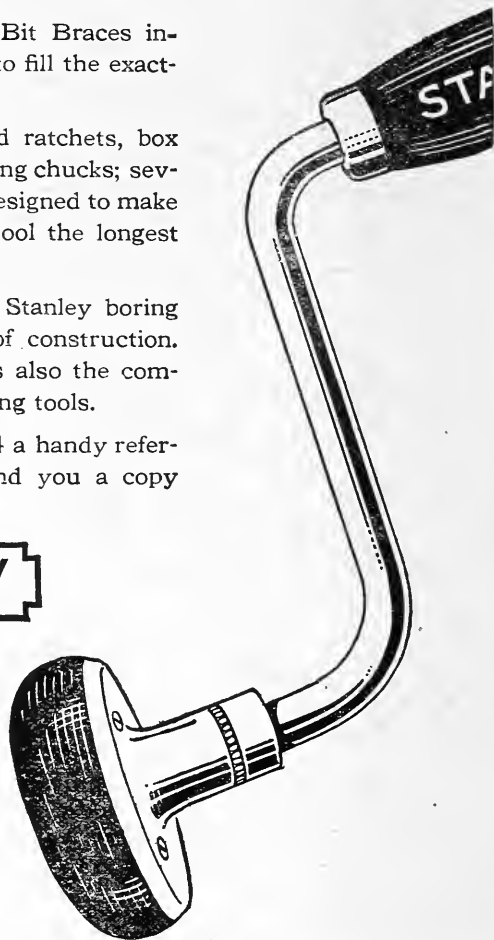 Bit Braces in-
to fill the exact-
d ratchets, box
ng chucks; sev-
esigned to make
ool the longest
Stanley boring
of construction.
s also the com-
ng tools.
a handy refer-
nd you a copy
STA